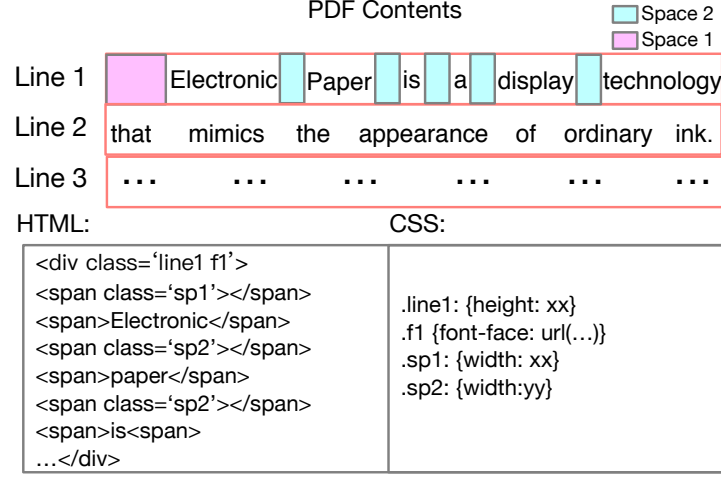 PDF Contents
Space 2
Space 1
Line 1 Electronic Paper is a display technology
Line 2 that mimics the appearance of ordinary ink.
Line 3 ... ... ... ... ... ...
HTML: CSS:
<div class=‘line1 f1’>
<span class=‘sp1’></span>
<span>Electronic</span>
<span class=‘sp2’></span>
<span>paper</span>
<span class=‘sp2’></span>
<span>is<span>
...</div>
.line1: {height: xx}
.f1 {font-face: url(...)}
.sp1: {width: xx}
.sp2: {width:yy}